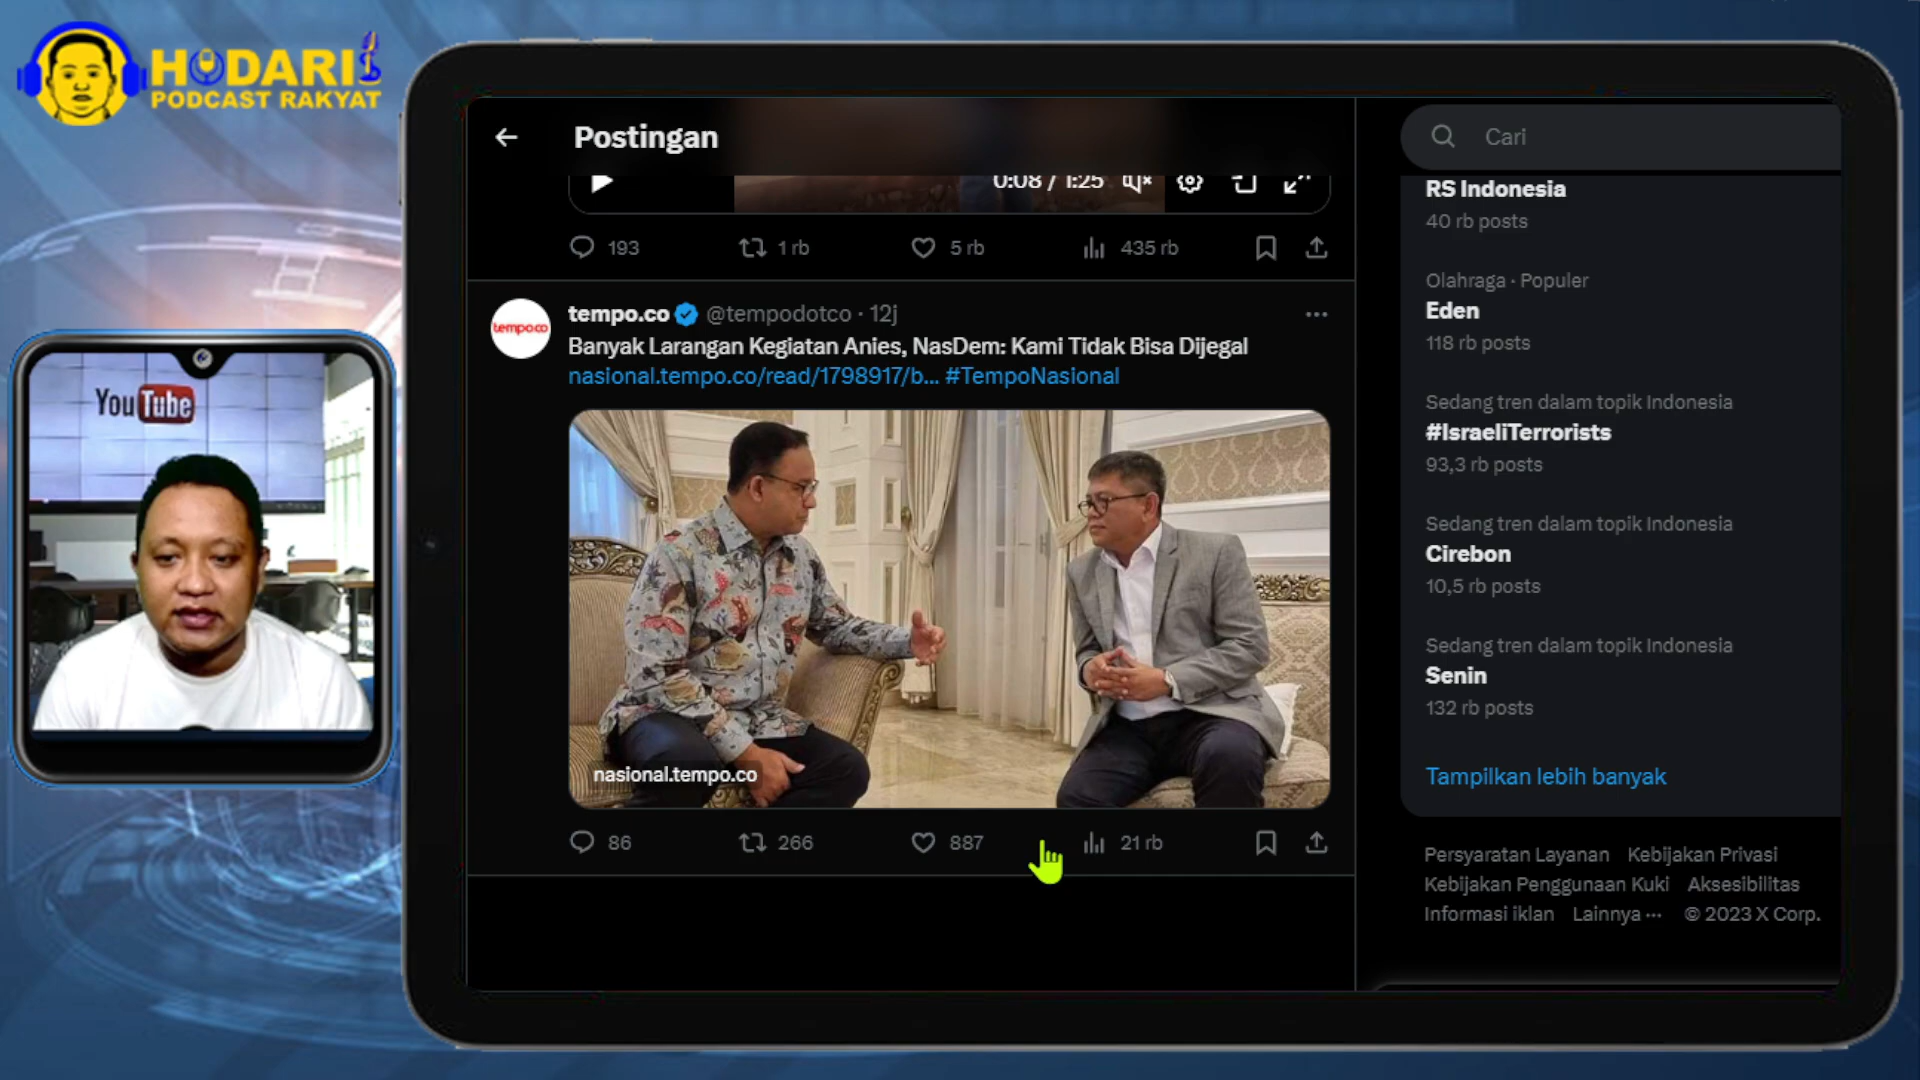 HUDARI
PODCAST RAKYAT
YouTube
Postingan
0:08 / 1:25
193
1 rb
5 rb
435 rb
tempo.co @tempodotco · 12j
tempo.co
Banyak Larangan Kegiatan Anies, NasDem: Kami Tidak Bisa Dijegal
nasional.tempo.co/read/1798917/b... #TempoNasional
nasional.tempo.co
86
266
887
21 rb
Cari
RS Indonesia
40 rb posts
Olahraga · Populer
Eden
118 rb posts
Sedang tren dalam topik Indonesia
#IsraeliTerrorists
93,3 rb posts
Sedang tren dalam topik Indonesia
Cirebon
10,5 rb posts
Sedang tren dalam topik Indonesia
Senin
132 rb posts
Tampilkan lebih banyak
Persyaratan Layanan Kebijakan Privasi
Kebijakan Penggunaan Kuki Aksesibilitas
Informasi iklan Lainnya ··· © 2023 X Corp.